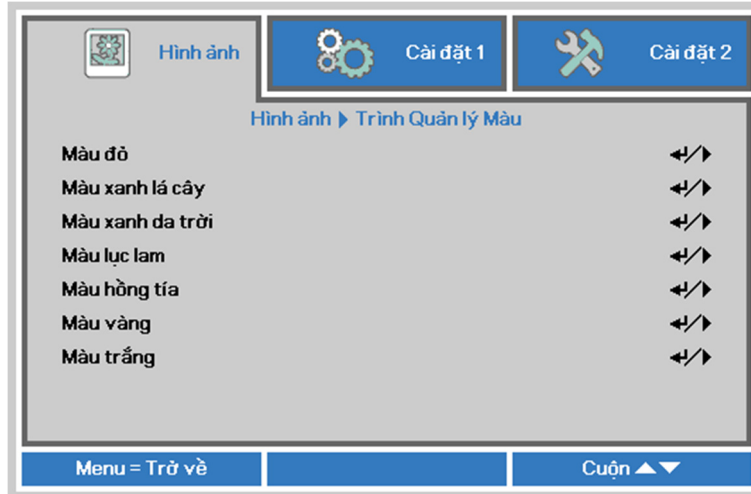 Hình ảnh
Cài đặt 1
Cài đặt 2
Hình ảnh ▶ Trình Quản lý Màu
Màu đỏ
Màu xanh lá cây
Màu xanh da trời
Màu lục lam
Màu hồng tía
Màu vàng
Màu trắng
Menu = Trở về
Cuộn ▲▼